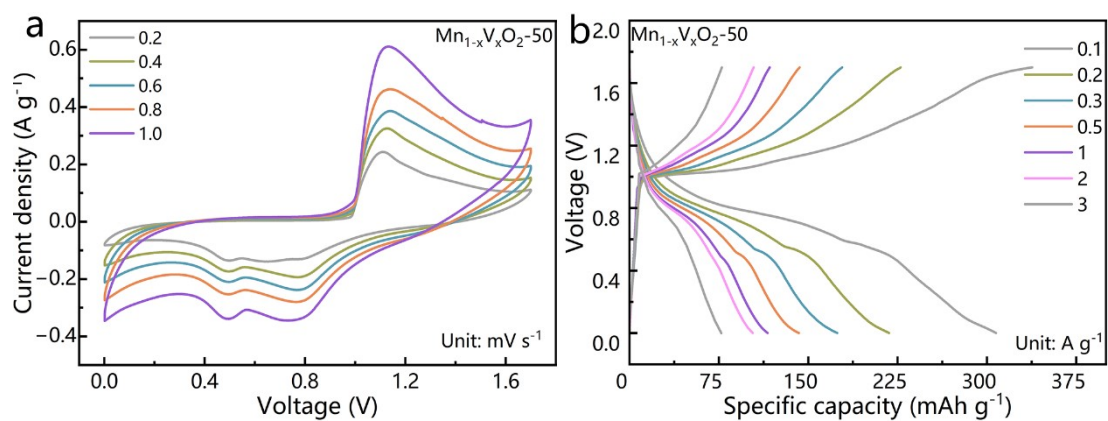 a
Mn1-xVxO2-50
0.2
0.4
0.6
0.8
1.0
Current density (A g⁻¹)
0.6
0.4
0.2
0.0
−0.2
−0.4
Unit: mV s⁻¹
0.0 0.4 0.8 1.2 1.6
Voltage (V)
b
Mn1-xVxO2-50
0.1
0.2
0.3
0.5
1
2
3
Voltage (V)
2.0
1.6
1.2
0.8
0.4
0.0
Unit: A g⁻¹
0 75 150 225 300 375
Specific capacity (mAh g⁻¹)